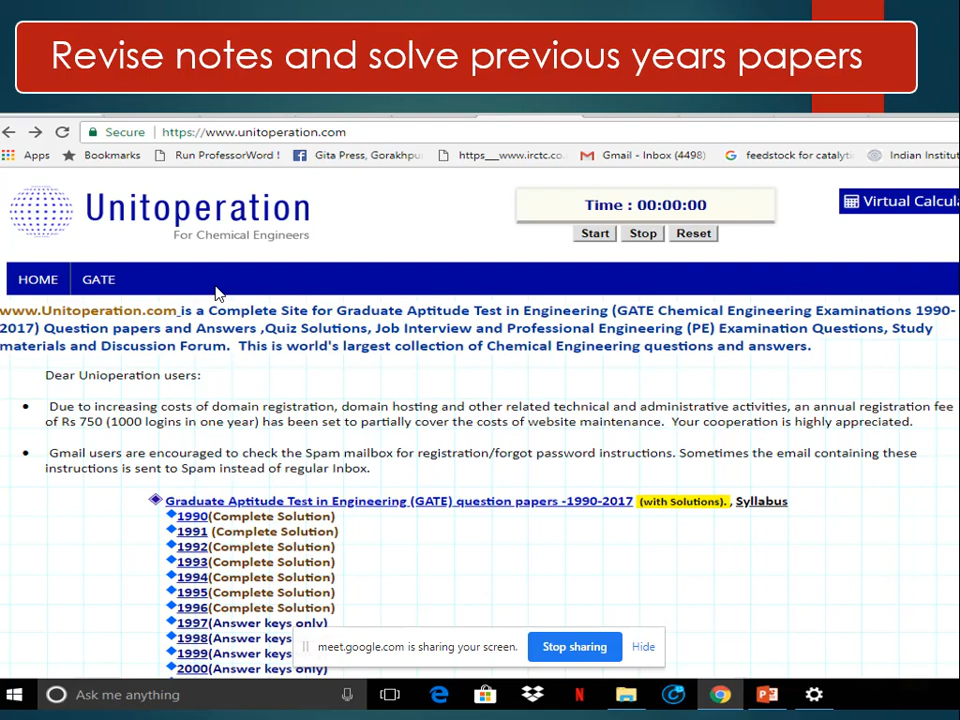 Revise notes and solve previous years papers
Secure https://www.unitoperation.com
Apps Bookmarks Run ProfessorWord ! Gita Press, Gorakhpu https___www.irctc.co. Gmail - Inbox (4498) feedstock for cataly Indian Institut
Unitoperation
For Chemical Engineers
Time : 00:00:00
Start Stop Reset
Virtual Calcula
HOME GATE
www.Unitoperation.com is a Complete Site for Graduate Aptitude Test in Engineering (GATE Chemical Engineering Examinations 1990-
2017) Question papers and Answers ,Quiz Solutions, Job Interview and Professional Engineering (PE) Examination Questions, Study
materials and Discussion Forum. This is world's largest collection of Chemical Engineering questions and answers.
Dear Unioperation users:
Due to increasing costs of domain registration, domain hosting and other related technical and administrative activities, an annual registration fee
of Rs 750 (1000 logins in one year) has been set to partially cover the costs of website maintenance. Your cooperation is highly appreciated.
Gmail users are encouraged to check the Spam mailbox for registration/forgot password instructions. Sometimes the email containing these
instructions is sent to Spam instead of regular Inbox.
Graduate Aptitude Test in Engineering (GATE) question papers -1990-2017 (with Solutions). , Syllabus
1990(Complete Solution)
1991 (Complete Solution)
1992(Complete Solution)
1993(Complete Solution)
1994(Complete Solution)
1995(Complete Solution)
1996(Complete Solution)
1997(Answer keys only)
1998(Answer keys
1999(Answer keys
2000(Answer keys only)
meet.google.com is sharing your screen. Stop sharing Hide
Ask me anything